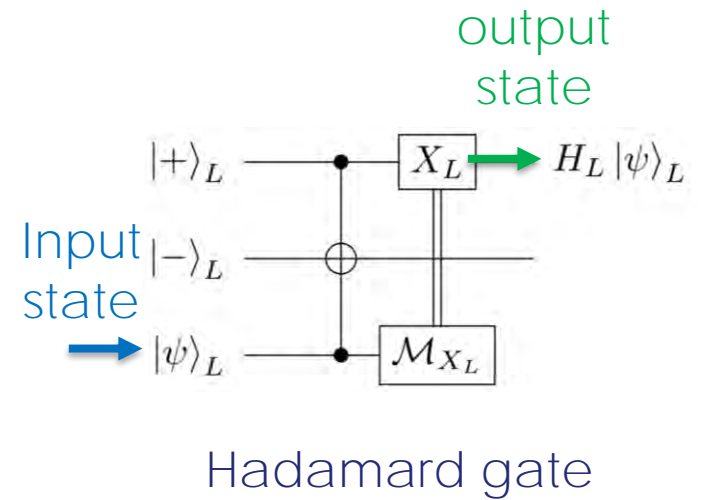 output
state
|+⟩_L
X_L
H_L |ψ⟩_L
Input
state
|−⟩_L
|ψ⟩_L
ℳ_{X_L}
Hadamard gate